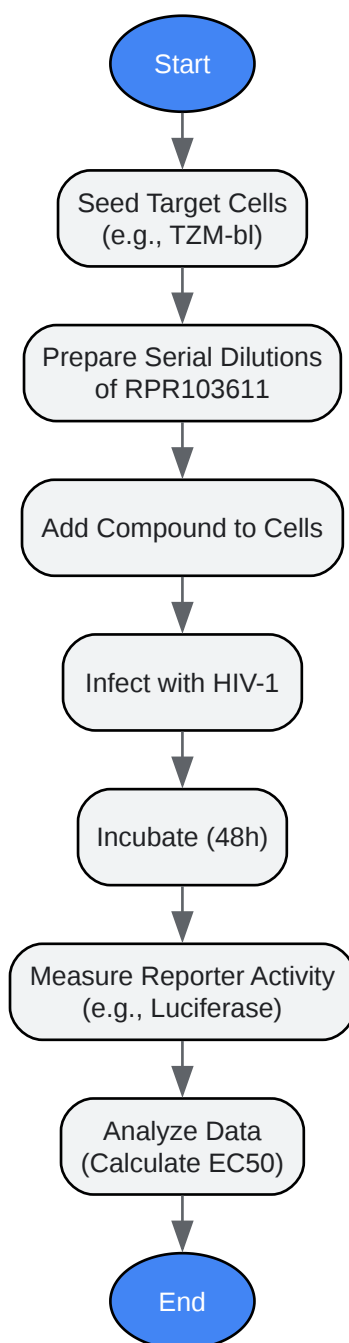 Start
Seed Target Cells
(e.g., TZM-bl)
Prepare Serial Dilutions
of RPR103611
Add Compound to Cells
Infect with HIV-1
Incubate (48h)
Measure Reporter Activity
(e.g., Luciferase)
Analyze Data
(Calculate EC50)
End